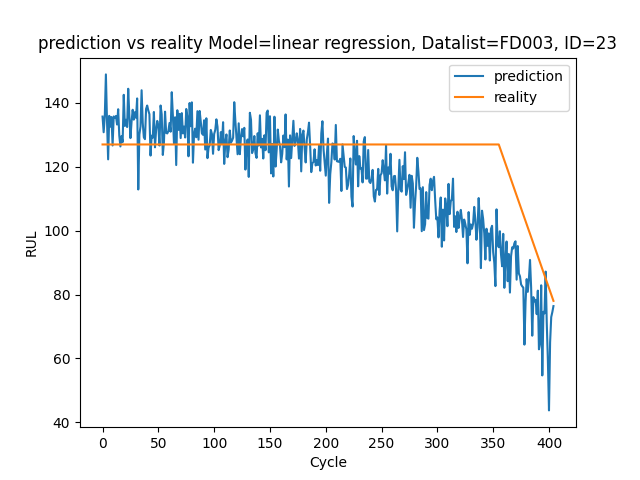 prediction vs reality Model=linear regression, Datalist=FD003, ID=23
prediction
reality
RUL
140
120
100
80
60
40
0 50 100 150 200 250 300 350 400
Cycle